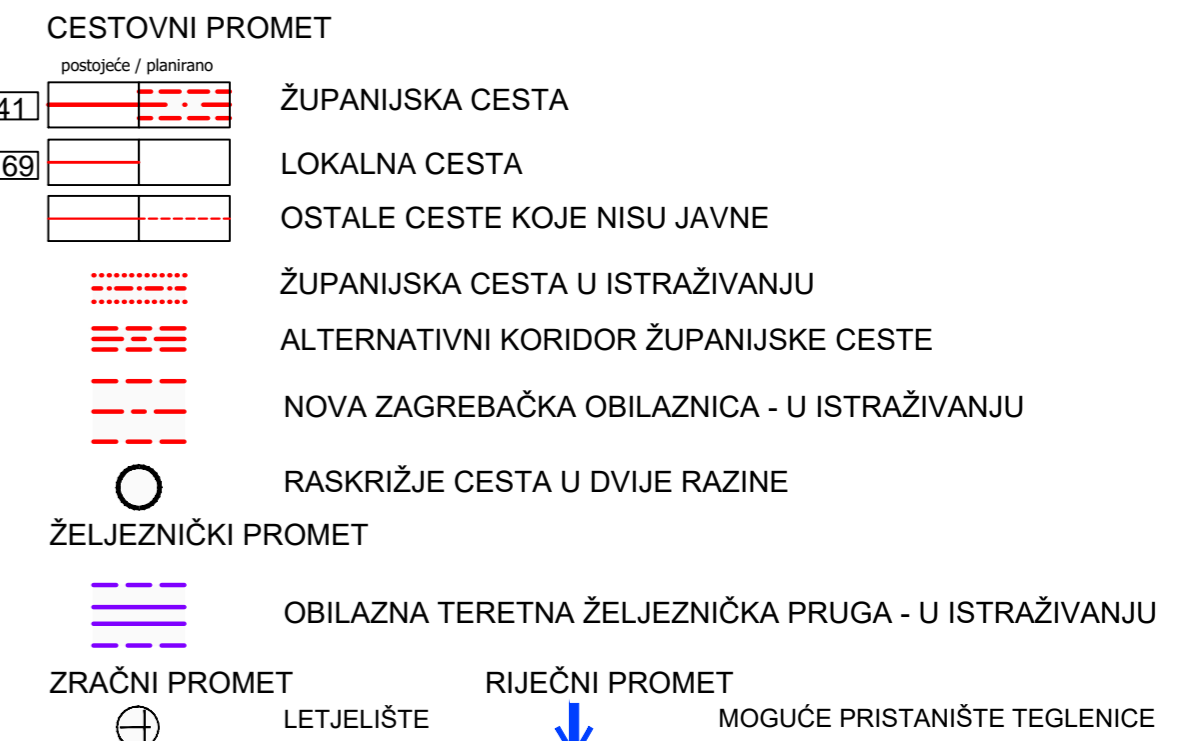 CESTOVNI PROMET
postojeće / planirano
41 ŽUPANIJSKA CESTA
69 LOKALNA CESTA
OSTALE CESTE KOJE NISU JAVNE
ŽUPANIJSKA CESTA U ISTRAŽIVANJU
ALTERNATIVNI KORIDOR ŽUPANIJSKE CESTE
NOVA ZAGREBAČKA OBILAZNICA - U ISTRAŽIVANJU
RASKRIŽJE CESTA U DVIJE RAZINE
ŽELJEZNIČKI PROMET
OBILAZNA TERETNA ŽELJEZNIČKA PRUGA - U ISTRAŽIVANJU
ZRAČNI PROMET RIJEČNI PROMET
LETJELIŠTE MOGUĆE PRISTANIŠTE TEGLENICE